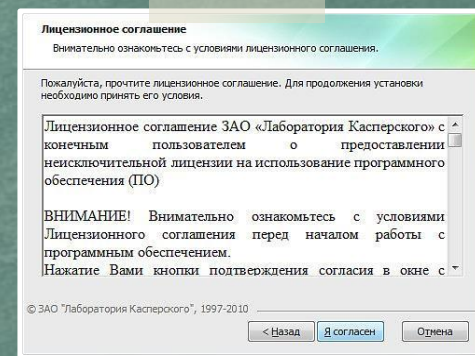 Лицензионное соглашение
Внимательно ознакомьтесь с условиями лицензионного соглашения.
Пожалуйста, прочтите лицензионное соглашение. Для продолжения установки
необходимо принять его условия.
Лицензионное соглашение ЗАО «Лаборатория Касперского» с
конечным пользователем о предоставлении
неисключительной лицензии на использование программного
обеспечения (ПО)
ВНИМАНИЕ! Внимательно ознакомьтесь с условиями
Лицензионного соглашения перед началом работы с
программным обеспечением.
Нажатие Вами кнопки подтверждения согласия в окне с
© ЗАО "Лаборатория Касперского", 1997-2010
< Назад Я согласен Отмена